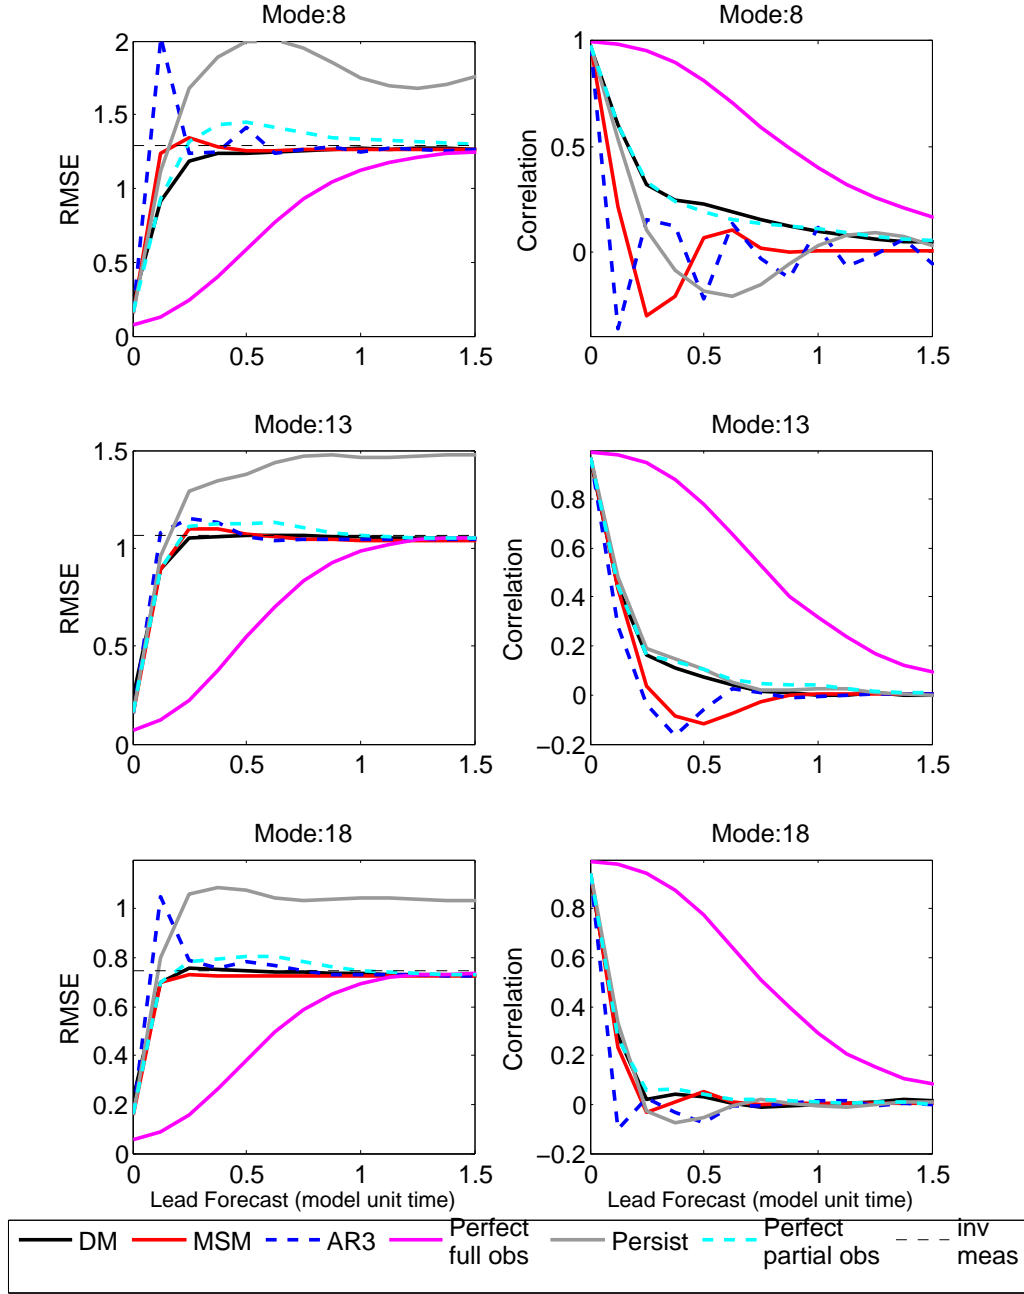 Mode:8
Mode:8
2
1.5
1
0.5
0
RMSE
0
0.5
1
1.5
1
0.5
0
Correlation
0
0.5
1
1.5
Mode:13
Mode:13
1.5
1
0.5
0
RMSE
0
0.5
1
1.5
0.8
0.6
0.4
0.2
0
−0.2
Correlation
0
0.5
1
1.5
Mode:18
Mode:18
1
0.8
0.6
0.4
0.2
0
RMSE
0
0.5
1
1.5
Lead Forecast (model unit time)
0.8
0.6
0.4
0.2
0
−0.2
Correlation
0
0.5
1
1.5
Lead Forecast (model unit time)
DM
MSM
AR3
Perfect
full obs
Persist
Perfect
partial obs
inv
meas